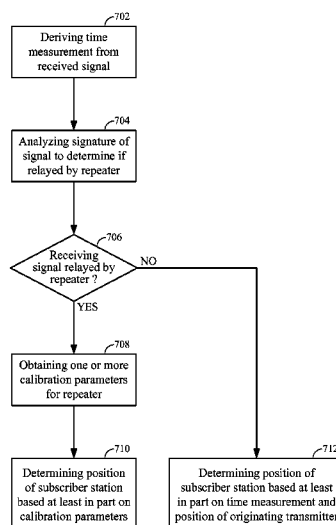 702
Deriving time
measurement from
received signal
704
Analyzing signature of
signal to determine if
relayed by repeater
706
Receiving
signal relayed by
repeater ?
NO
YES
708
Obtaining one or more
calibration parameters
for repeater
710
Determining position
of subscriber station
based at least in part on
calibration parameters
712
Determining position of
subscriber station based at least
in part on time measurement and
position of originating transmitter